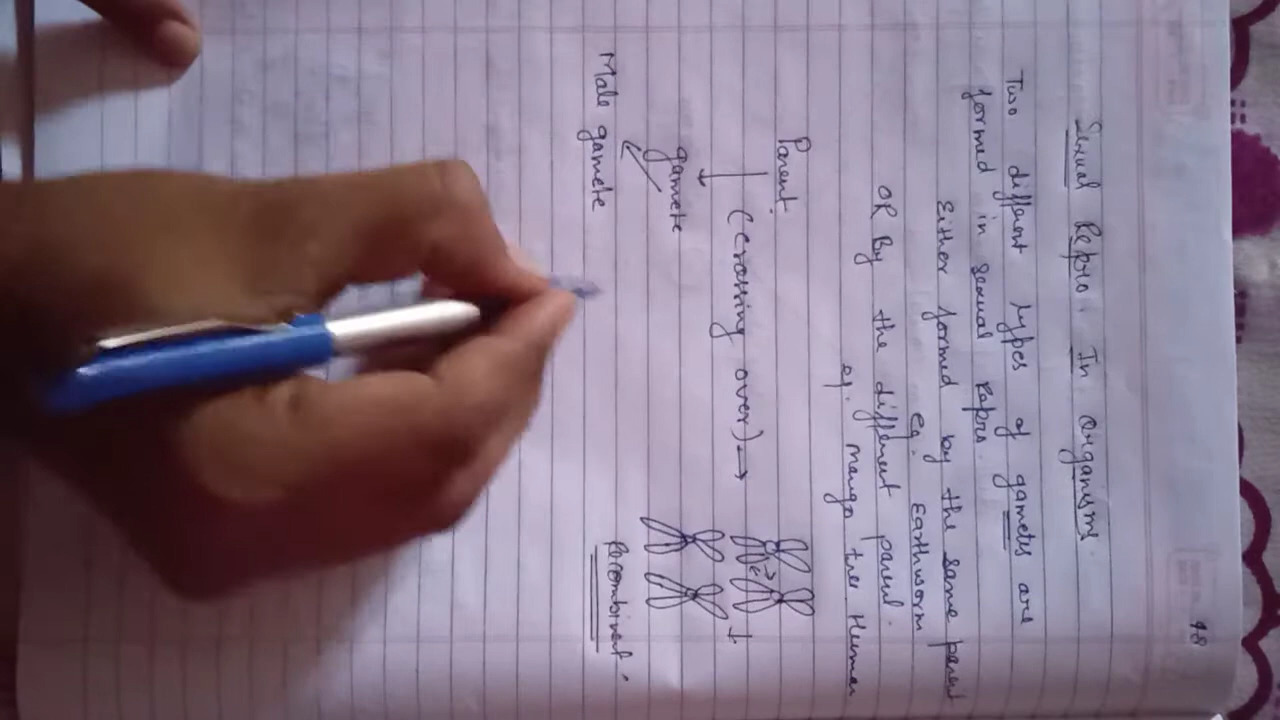 48
Sexual Repro. In organisms.
Two different types of gametes are
formed in sexual Repro.
Either formed by the same parent
eg. Earthworm
OR By the different parent.
eg. mango tree Human
Parent.
(crossing over) →
gamete
Recombinent.
Male gamete